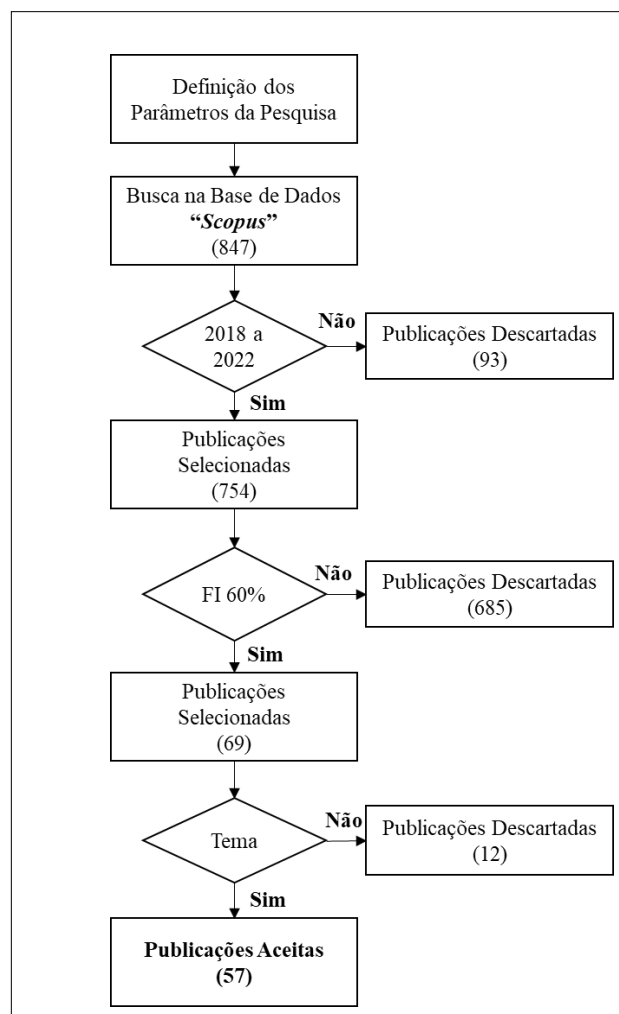 Definição dos
Parâmetros da Pesquisa
Busca na Base de Dados
“Scopus”
(847)
2018 a
2022
Não
Publicações Descartadas
(93)
Sim
Publicações
Selecionadas
(754)
FI 60%
Não
Publicações Descartadas
(685)
Sim
Publicações
Selecionadas
(69)
Tema
Não
Publicações Descartadas
(12)
Sim
Publicações Aceitas
(57)